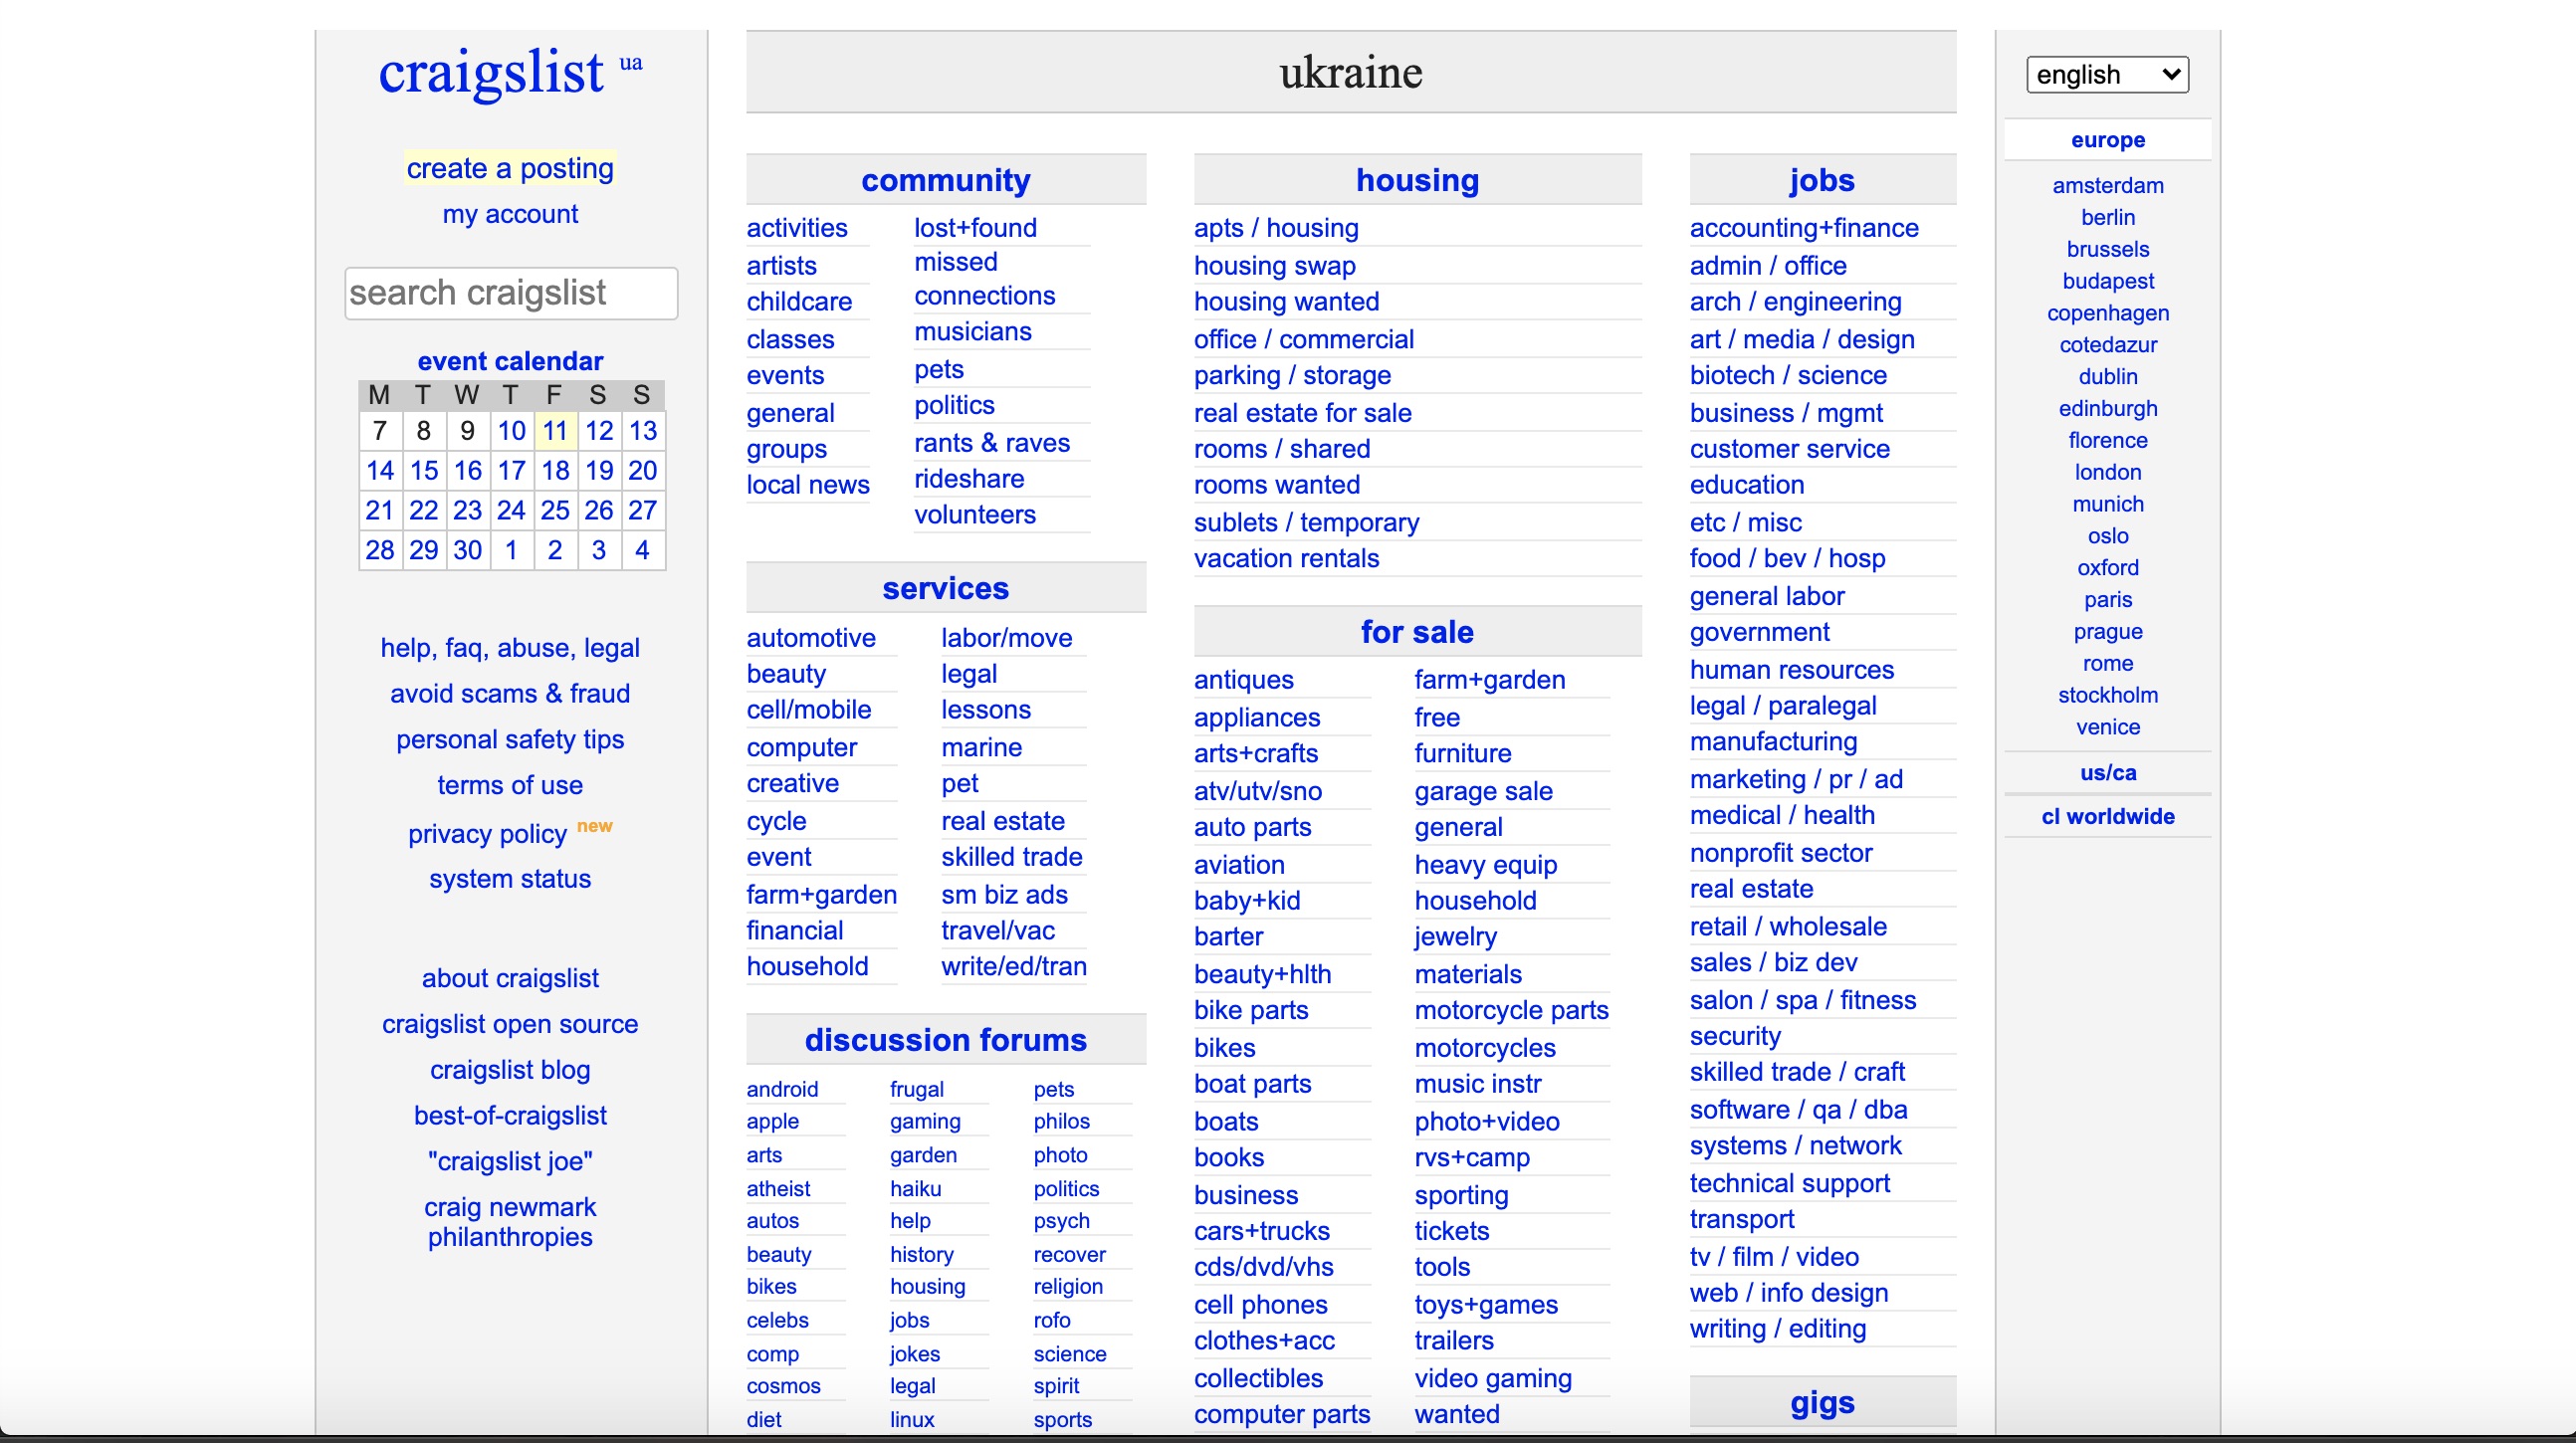 craigslist ua
create a posting
my account
search craigslist
event calendar
M T W T F S S
7 8 9 10 11 12 13
14 15 16 17 18 19 20
21 22 23 24 25 26 27
28 29 30 1 2 3 4
help, faq, abuse, legal
avoid scams & fraud
personal safety tips
terms of use
privacy policy new
system status
about craigslist
craigslist open source
craigslist blog
best-of-craigslist
"craigslist joe"
craig newmark
philanthropies
ukraine
community
activities
artists
childcare
classes
events
general
groups
local news
lost+found
missed
connections
musicians
pets
politics
rants & raves
rideshare
volunteers
services
automotive
beauty
cell/mobile
computer
creative
cycle
event
farm+garden
financial
household
labor/move
legal
lessons
marine
pet
real estate
skilled trade
sm biz ads
travel/vac
write/ed/tran
discussion forums
android
apple
arts
atheist
autos
beauty
bikes
celebs
comp
cosmos
diet
frugal
gaming
garden
haiku
help
history
housing
jobs
jokes
legal
linux
pets
philos
photo
politics
psych
recover
religion
rofo
science
spirit
sports
housing
apts / housing
housing swap
housing wanted
office / commercial
parking / storage
real estate for sale
rooms / shared
rooms wanted
sublets / temporary
vacation rentals
for sale
antiques
appliances
arts+crafts
atv/utv/sno
auto parts
aviation
baby+kid
barter
beauty+hlth
bike parts
bikes
boat parts
boats
books
business
cars+trucks
cds/dvd/vhs
cell phones
clothes+acc
collectibles
computer parts
farm+garden
free
furniture
garage sale
general
heavy equip
household
jewelry
materials
motorcycle parts
motorcycles
music instr
photo+video
rvs+camp
sporting
tickets
tools
toys+games
trailers
video gaming
wanted
jobs
accounting+finance
admin / office
arch / engineering
art / media / design
biotech / science
business / mgmt
customer service
education
etc / misc
food / bev / hosp
general labor
government
human resources
legal / paralegal
manufacturing
marketing / pr / ad
medical / health
nonprofit sector
real estate
retail / wholesale
sales / biz dev
salon / spa / fitness
security
skilled trade / craft
software / qa / dba
systems / network
technical support
transport
tv / film / video
web / info design
writing / editing
gigs
english
europe
amsterdam
berlin
brussels
budapest
copenhagen
cotedazur
dublin
edinburgh
florence
london
munich
oslo
oxford
paris
prague
rome
stockholm
venice
us/ca
cl worldwide